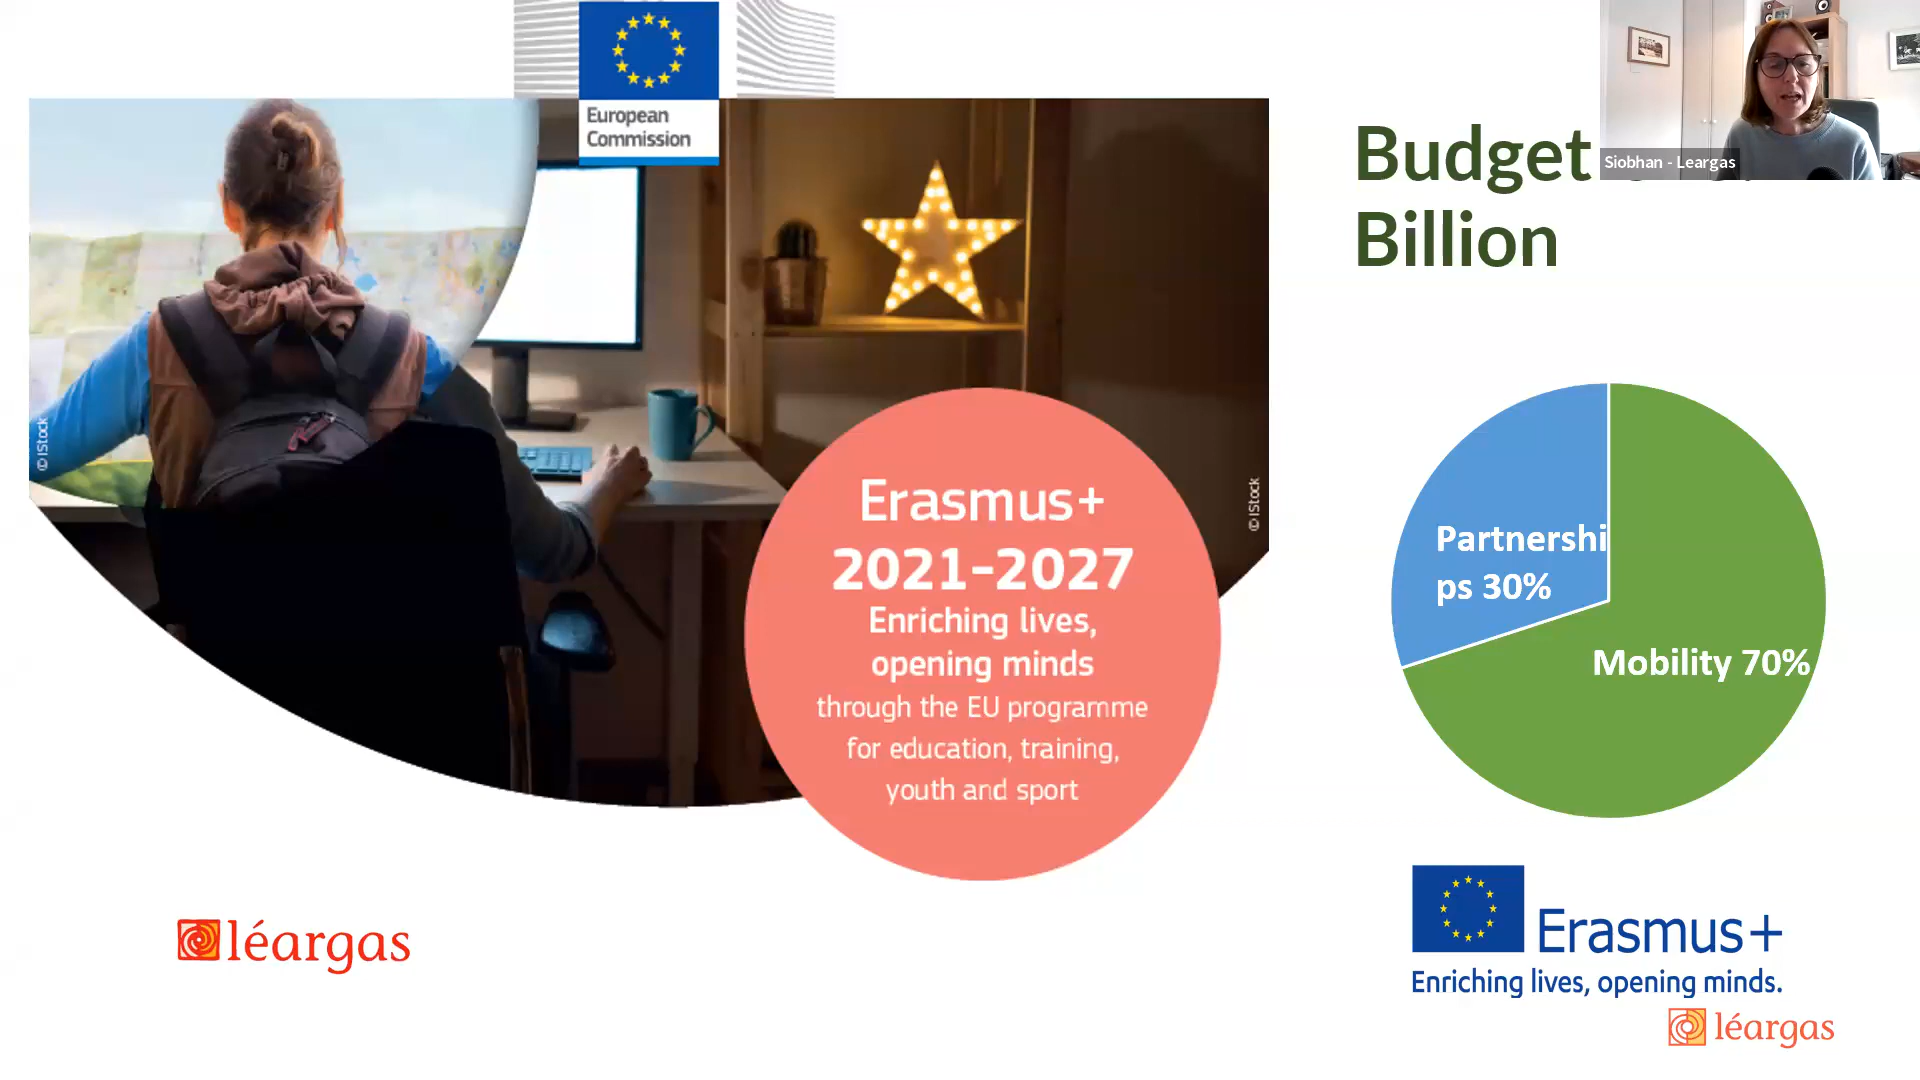 European
Commission
Budget
Billion
Siobhan - Leargas
© iStock
© iStock
Erasmus+
2021-2027
Enriching lives,
opening minds
through the EU programme
for education, training,
youth and sport
Partnershi
ps 30%
Mobility 70%
léargas
Erasmus+
Enriching lives, opening minds.
léargas